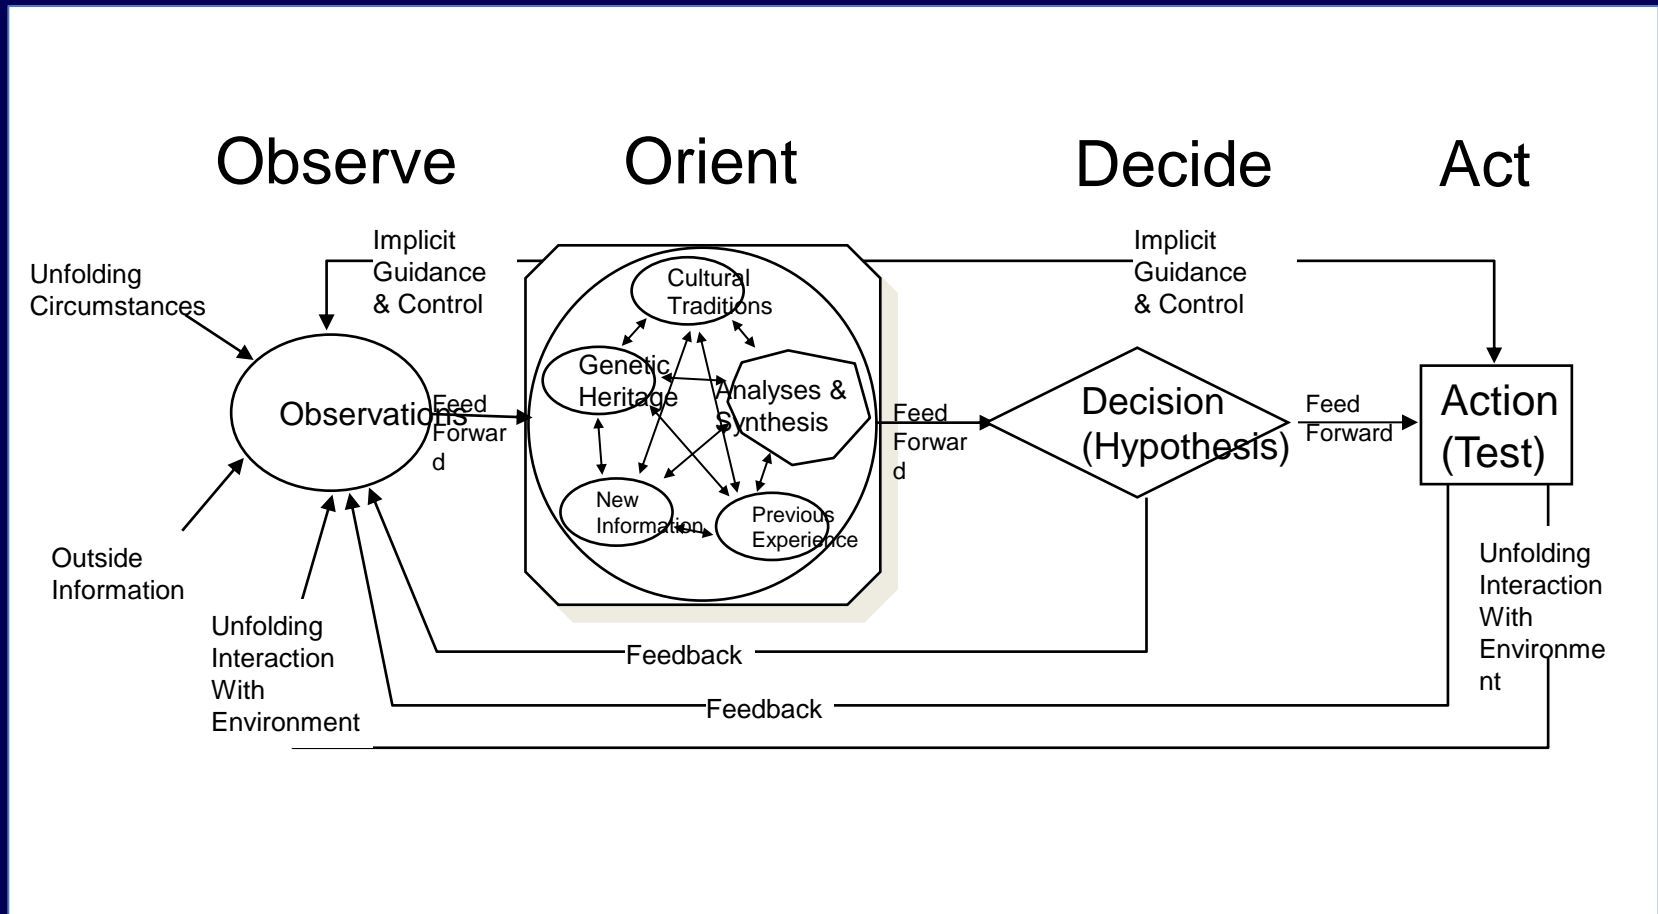 Observe
Orient
Decide
Act
Implicit
Guidance
& Control
Implicit
Guidance
& Control
Unfolding
Circumstances
Cultural
Traditions
Genetic
Heritage
Analyses &
Synthesis
New
Information
Previous
Experience
Observations
Feed
Forwar
d
Feed
Forwar
d
Decision
(Hypothesis)
Feed
Forward
Action
(Test)
Outside
Information
Unfolding
Interaction
With
Environment
Unfolding
Interaction
With
Environme
nt
Feedback
Feedback